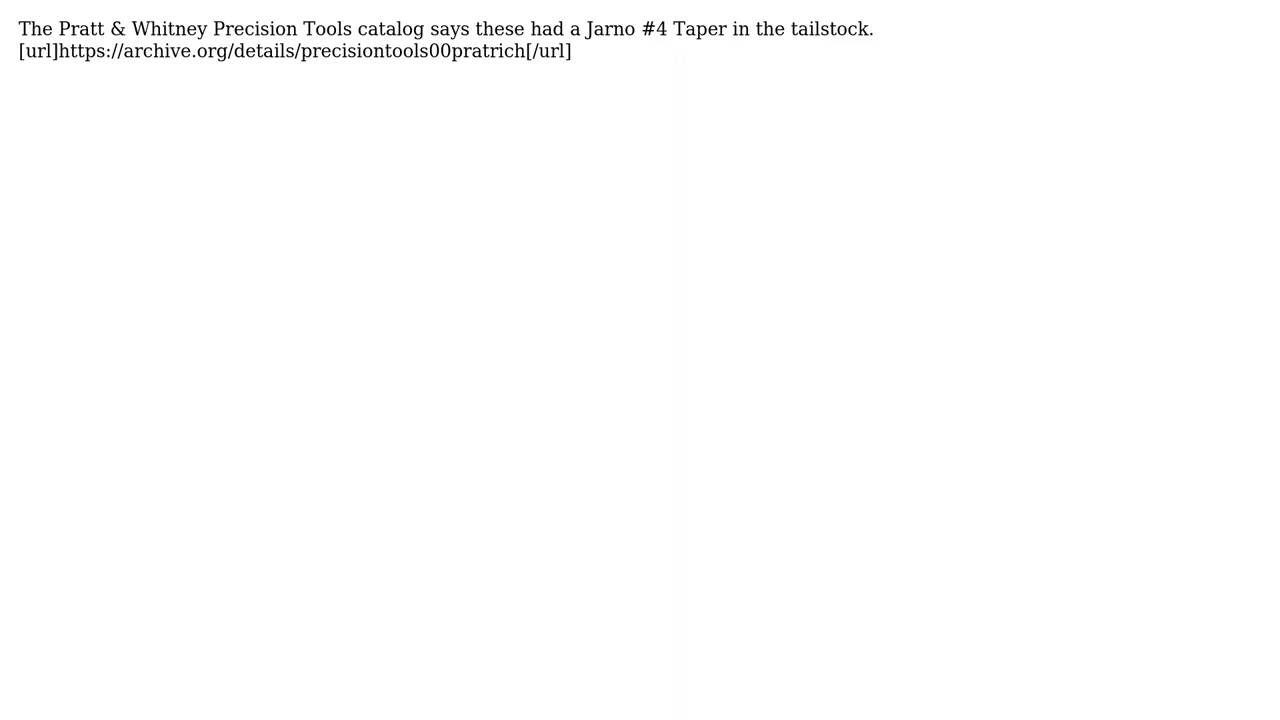 The Pratt & Whitney Precision Tools catalog says these had a Jarno #4 Taper in the tailstock.
[url]https://archive.org/details/precisiontools00pratrich[/url]